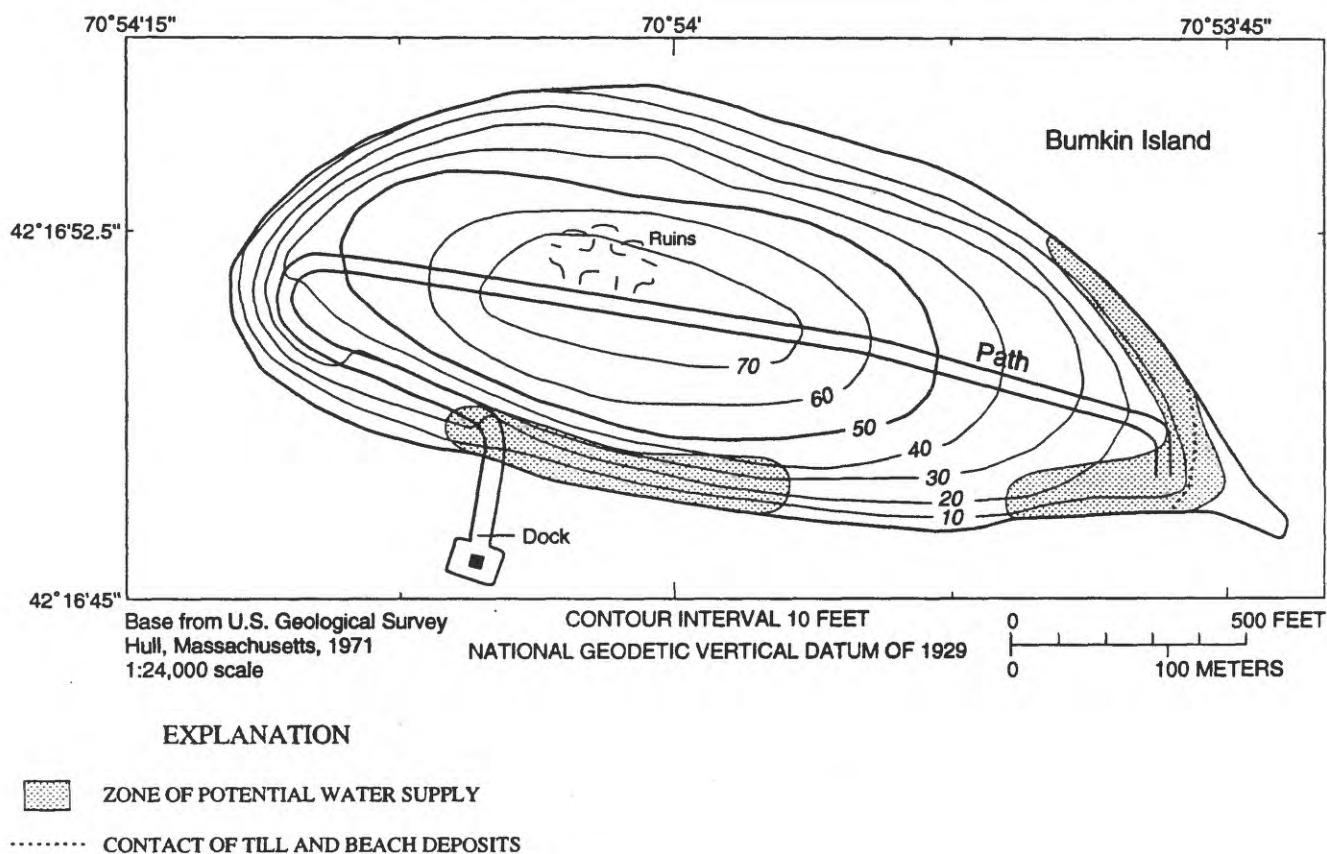 70°54'15"
70°54'
70°53'45"
Bumkin Island
42°16'52.5"
Ruins
Path
70
60
50
40
30
20
10
Dock
42°16'45"
Base from U.S. Geological Survey
Hull, Massachusetts, 1971
1:24,000 scale
CONTOUR INTERVAL 10 FEET
NATIONAL GEODETIC VERTICAL DATUM OF 1929
0 500 FEET
0 100 METERS
EXPLANATION
ZONE OF POTENTIAL WATER SUPPLY
CONTACT OF TILL AND BEACH DEPOSITS